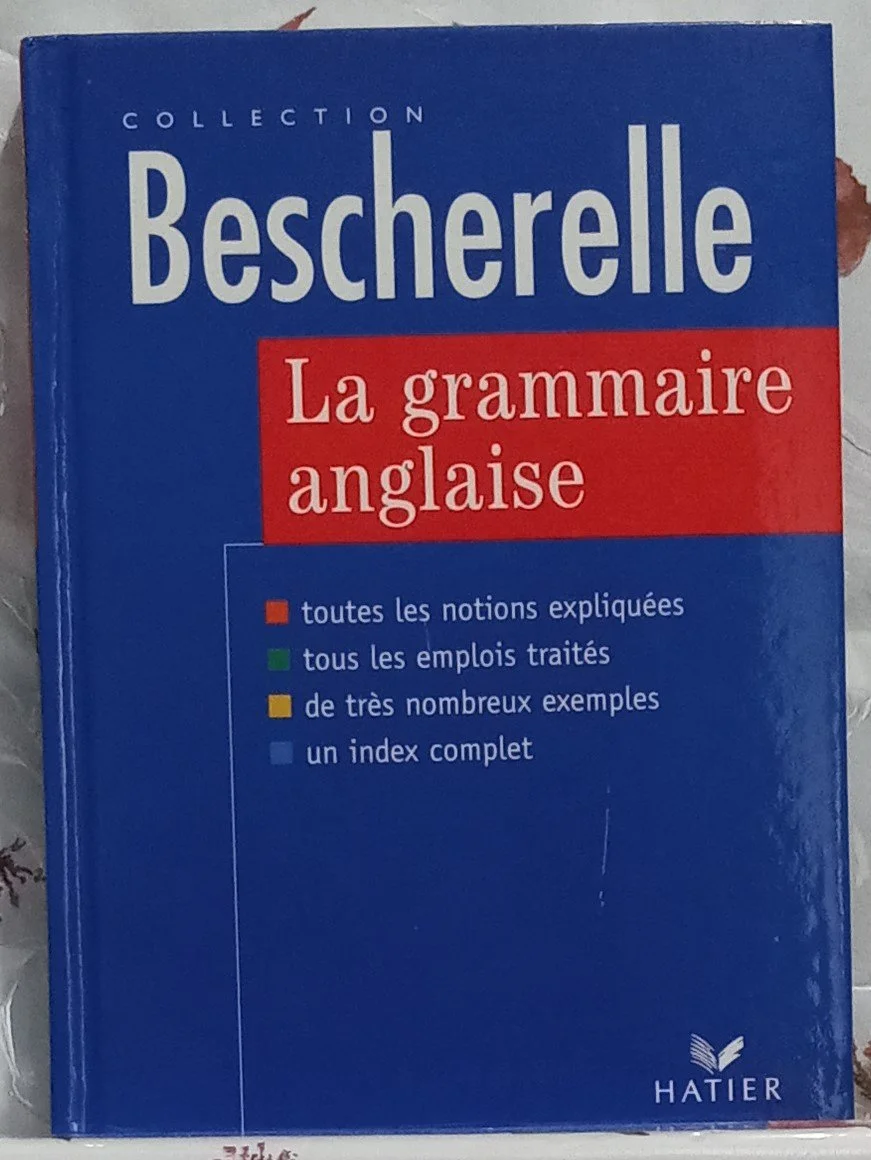 COLLECTION
Bescherelle
La grammaire
anglaise
toutes les notions expliquées
tous les emplois traités
de très nombreux exemples
un index complet
HATIER